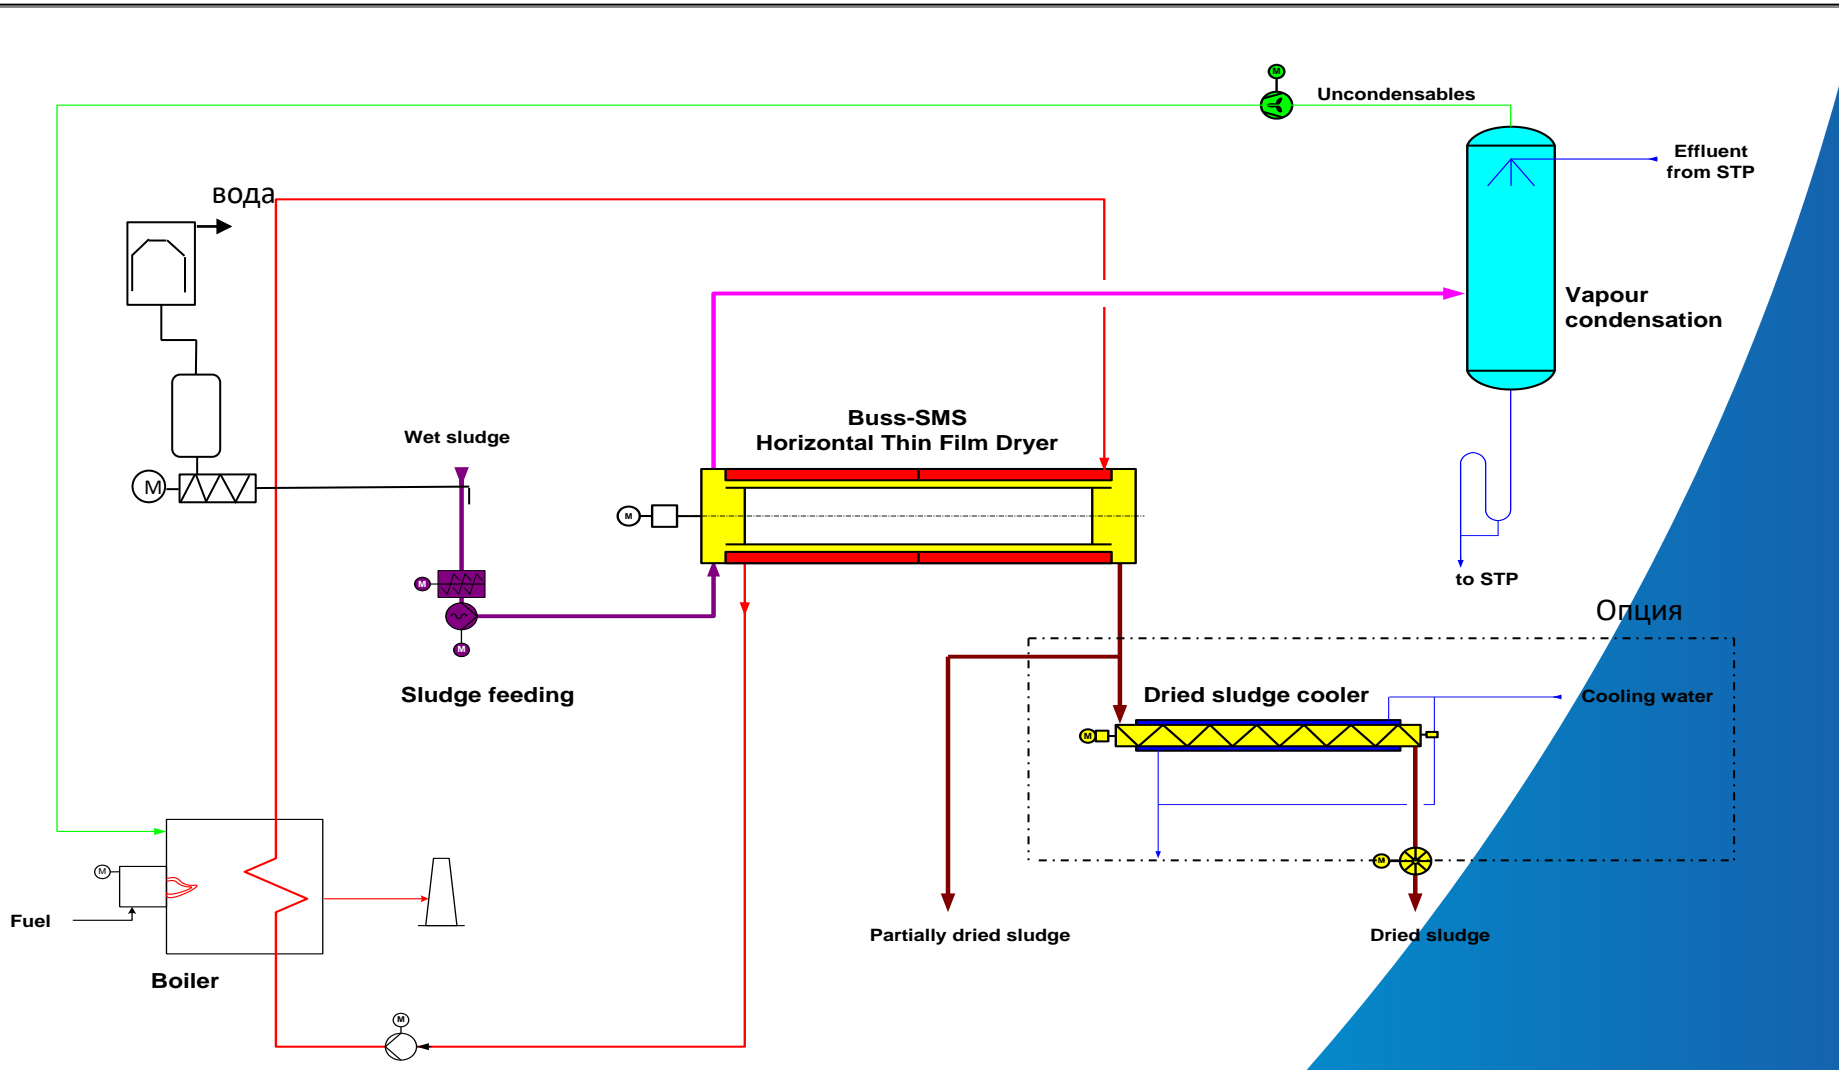 Uncondensables
Effluent
from STP
вода
Vapour
condensation
Buss-SMS
Horizontal Thin Film Dryer
Wet sludge
M
M
M
M
M
to STP
Опция
Sludge feeding
Dried sludge cooler
Cooling water
M
M
M
Fuel
Partially dried sludge
Dried sludge
Boiler
M